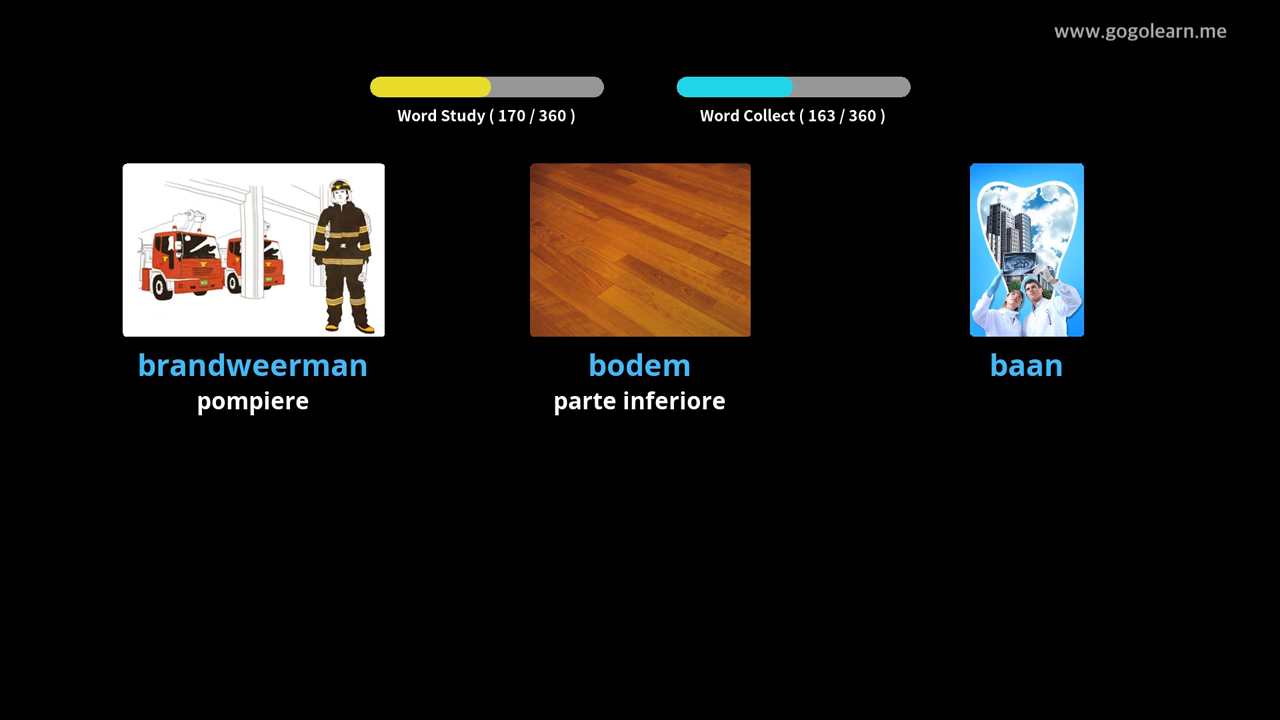 www.gogolearn.me
Word Study ( 170 / 360 )
Word Collect ( 163 / 360 )
brandweerman
pompiere
bodem
parte inferiore
baan